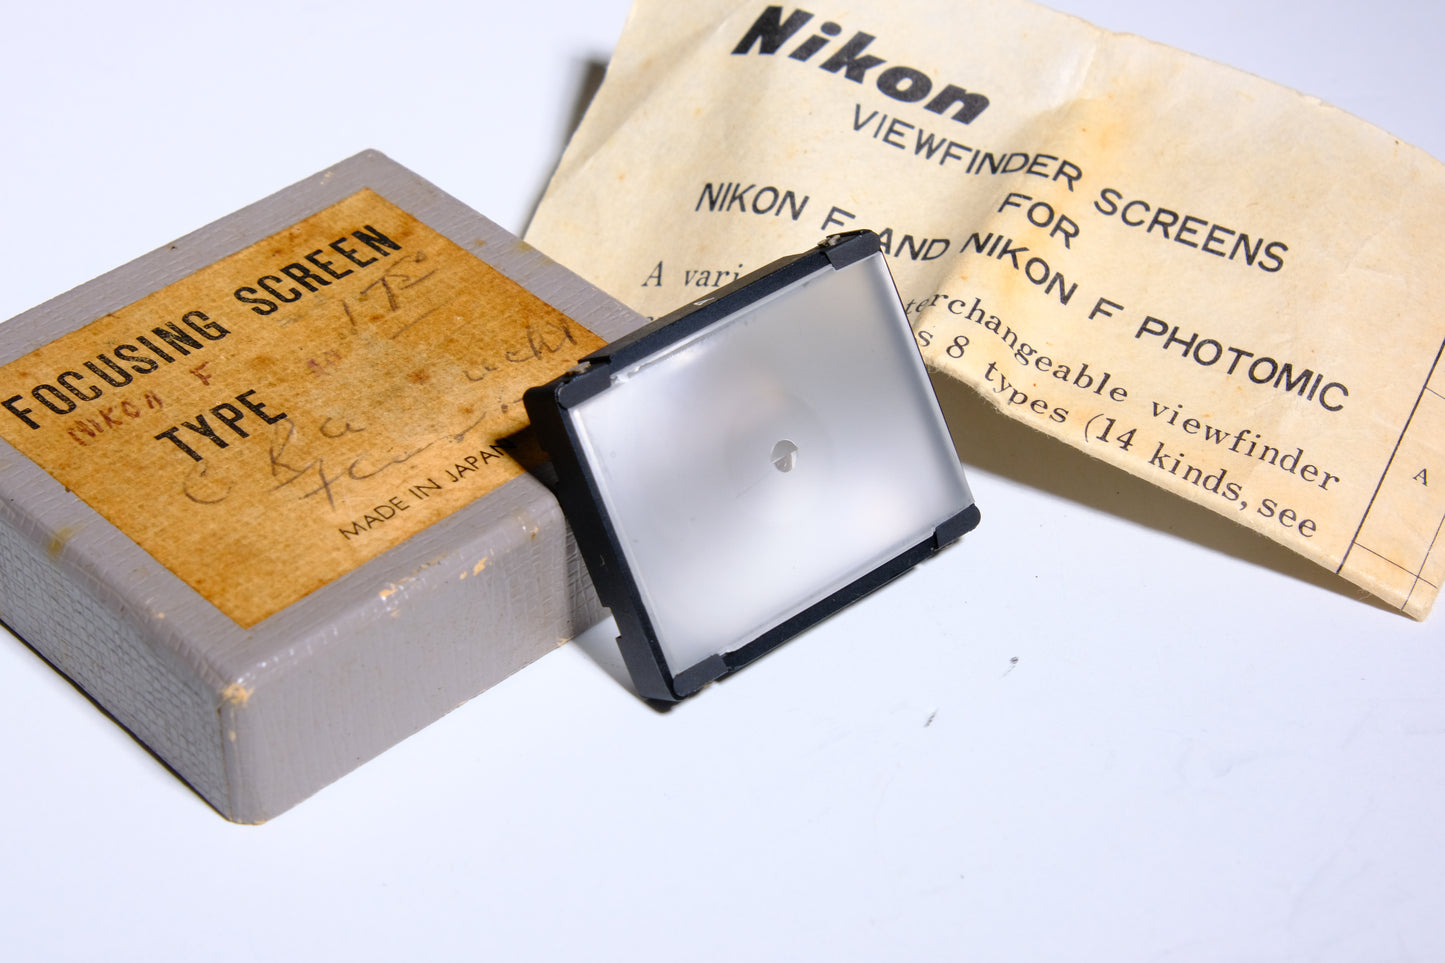 FOCUSING SCREEN
NIKON F
TYPE
MADE IN JAPAN
Nikon
VIEWFINDER SCREENS
FOR
NIKON F AND NIKON F PHOTOMIC
A vari
terchangeable viewfinder
s 8 types (14 kinds, see
A